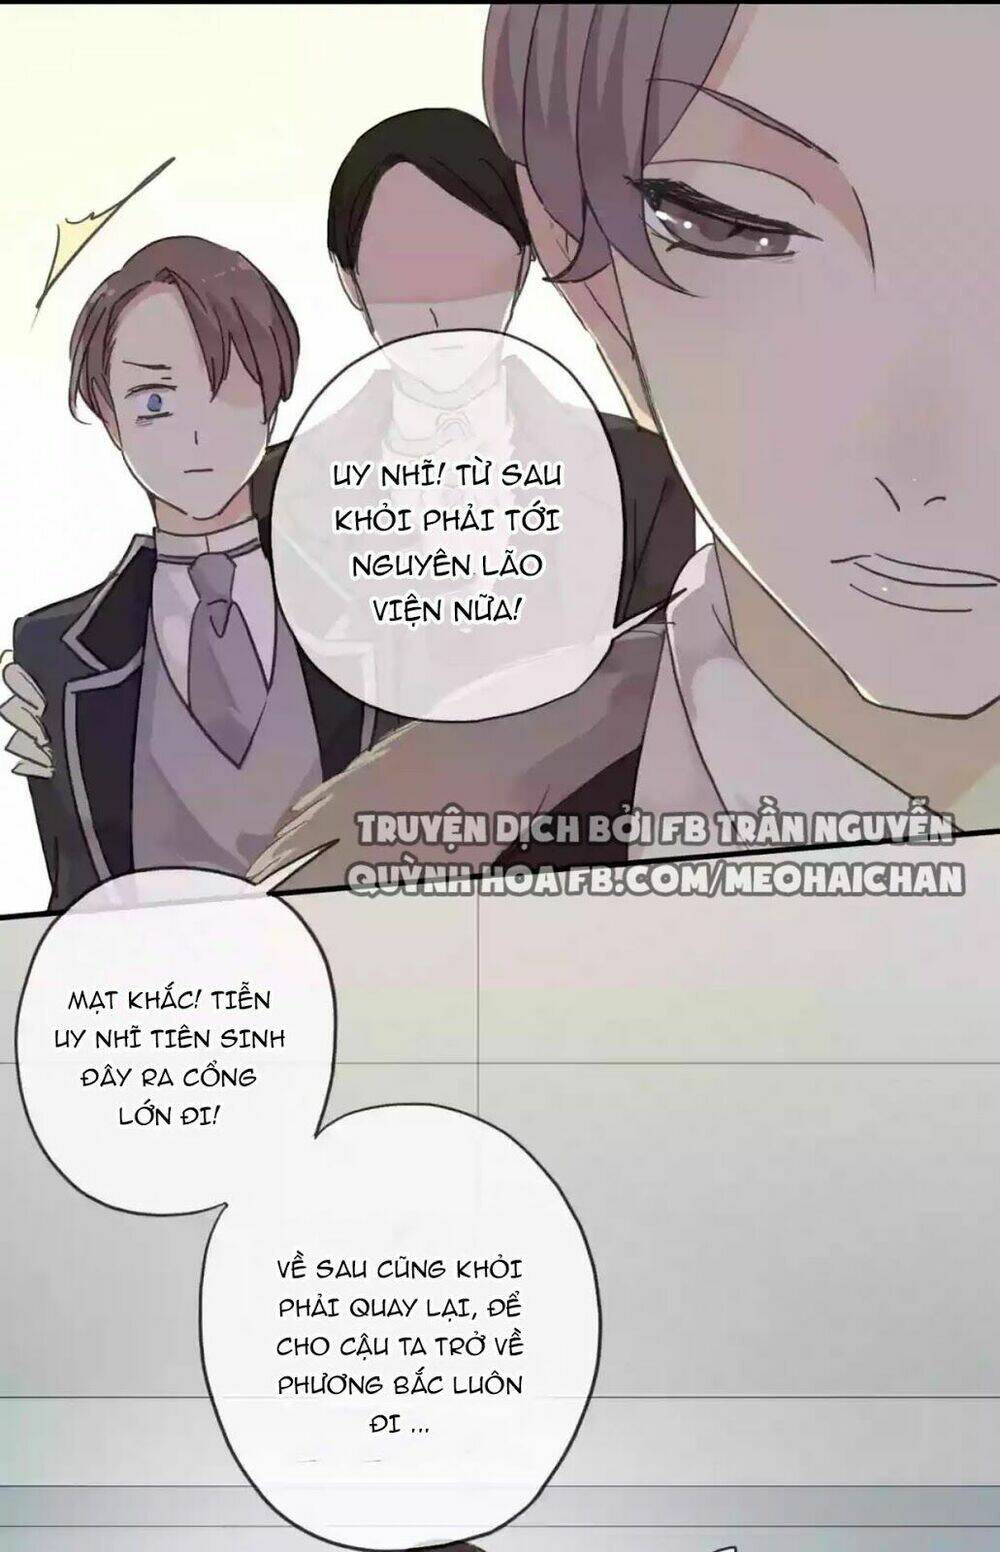 UY NHĨ! TỪ SAU
KHỎI PHẢI TỚI
NGUYÊN LÃO
VIỆN NỮA!
TRUYỆN DỊCH BỞI FB TRẦN NGUYỄN
QUỲNH HOA FB.COM/MEOHAICHAN
MẠT KHẮC! TIỄN
UY NHĨ TIÊN SINH
ĐÂY RA CỔNG
LỚN ĐI!
VỀ SAU CŨNG KHỎI
PHẢI QUAY LẠI, ĐỂ
CHO CẬU TA TRỞ VỀ
PHƯƠNG BẮC LUÔN
ĐI ...